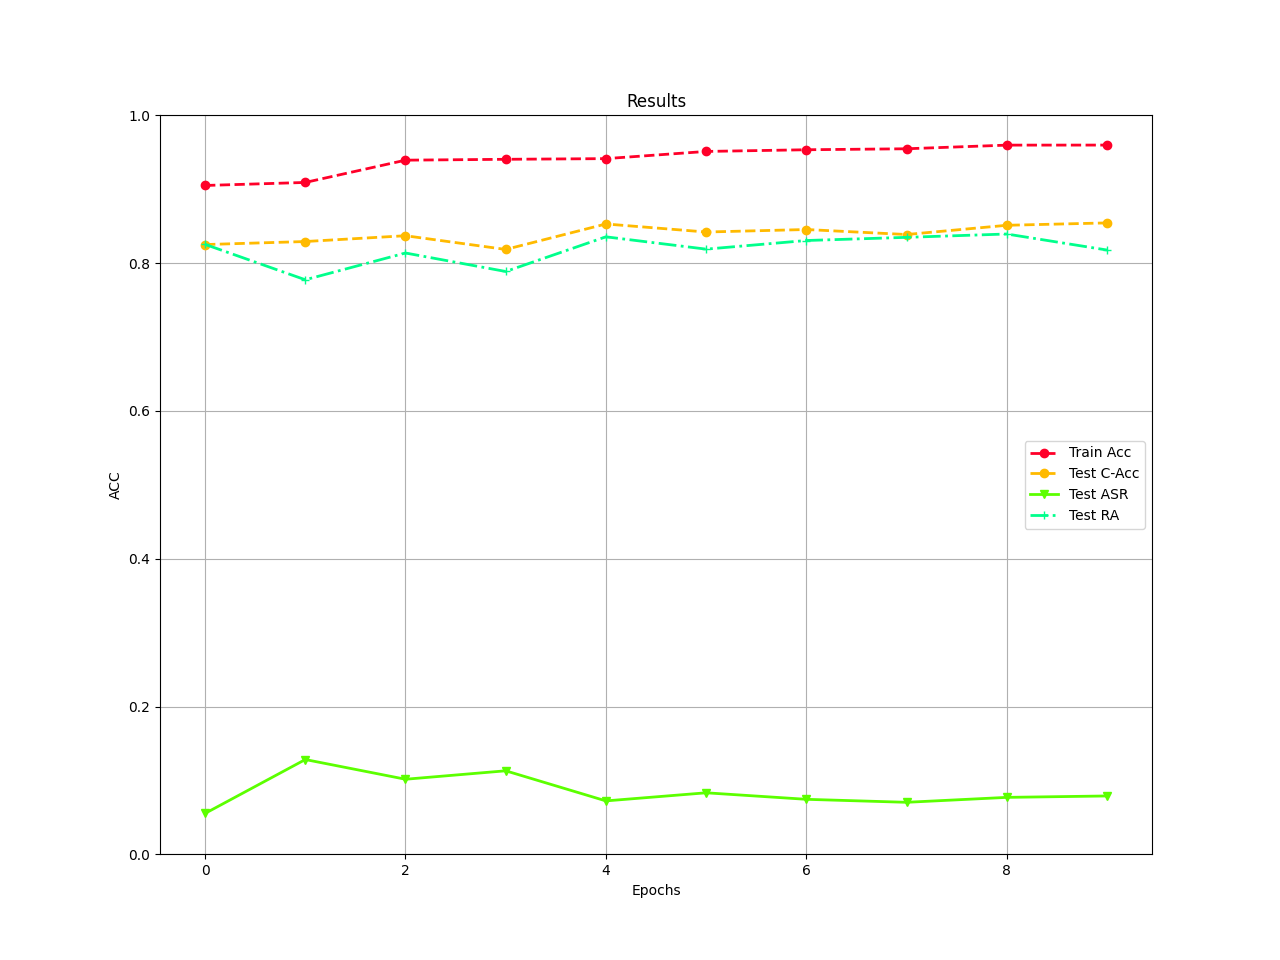 Results
1.0
0.8
0.6
0.4
0.2
0.0
ACC
Train Acc
Test C-Acc
Test ASR
Test RA
0 2 4 6 8
Epochs